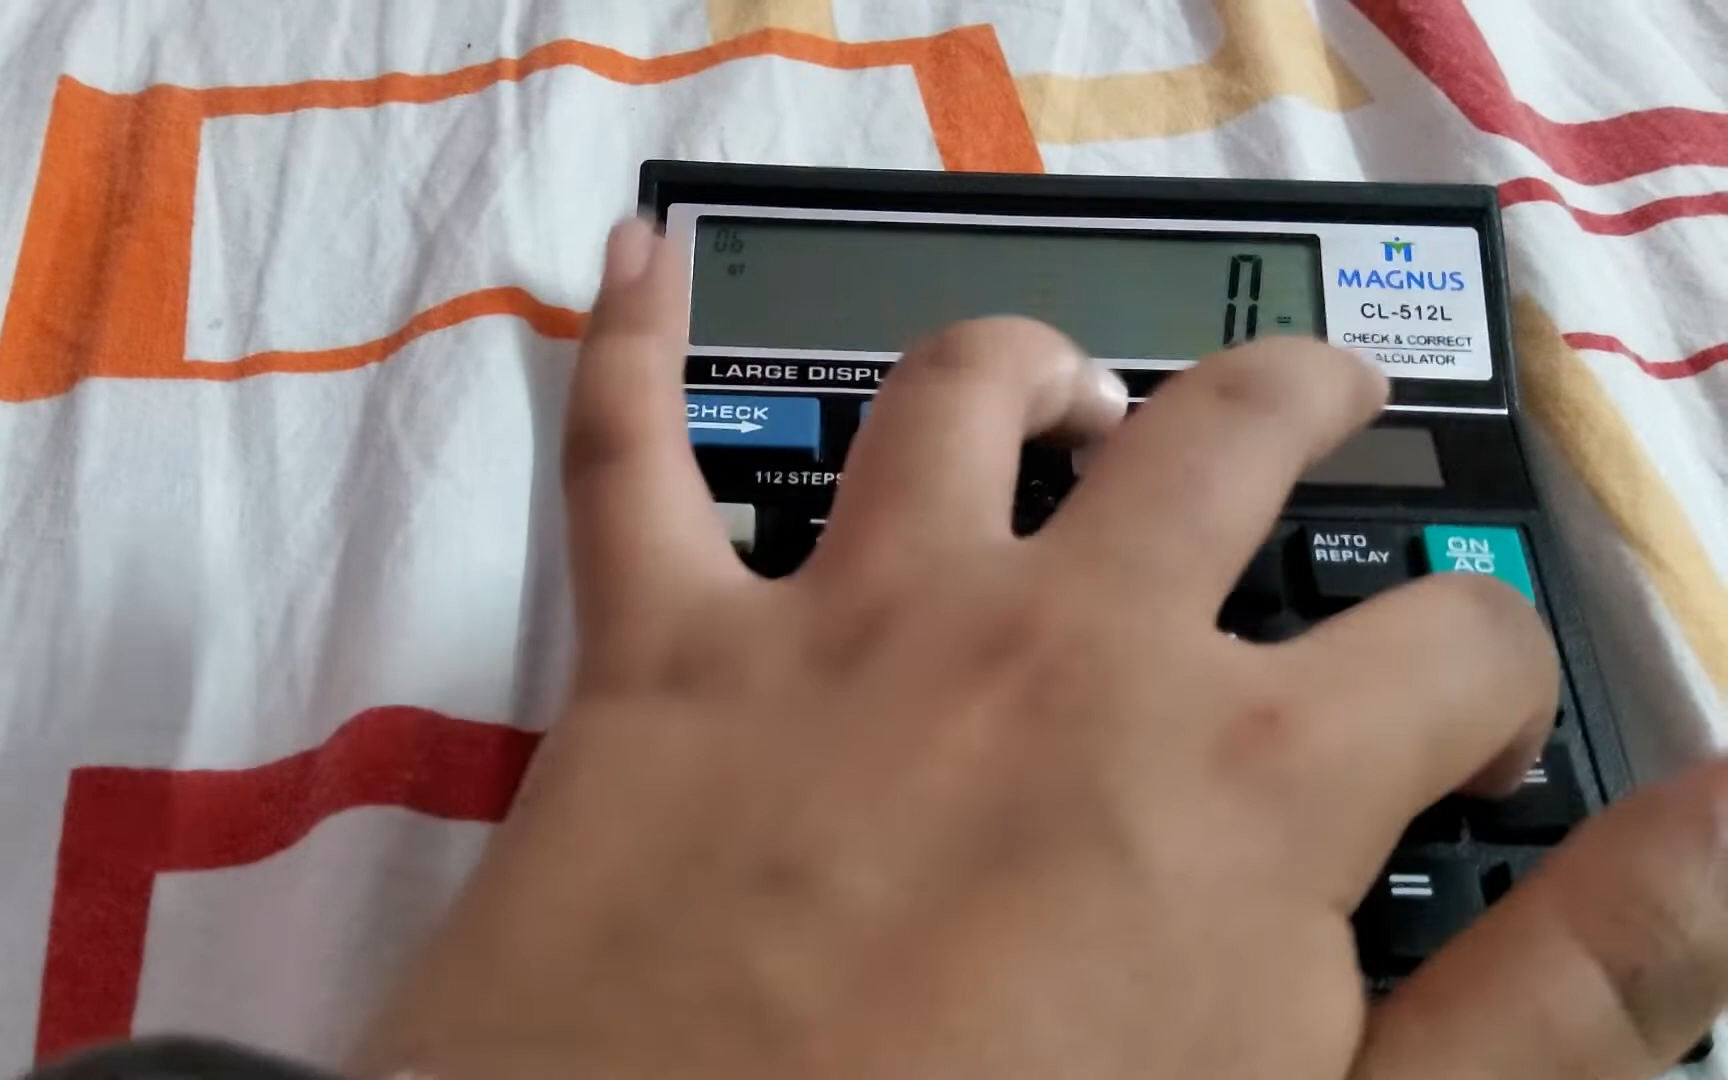 06
GT
0
=
MAGNUS
CL-512L
CHECK & CORRECT
ALCULATOR
LARGE DISPL
CHECK
112 STEPS
AUTO
REPLAY
ON
AC
=